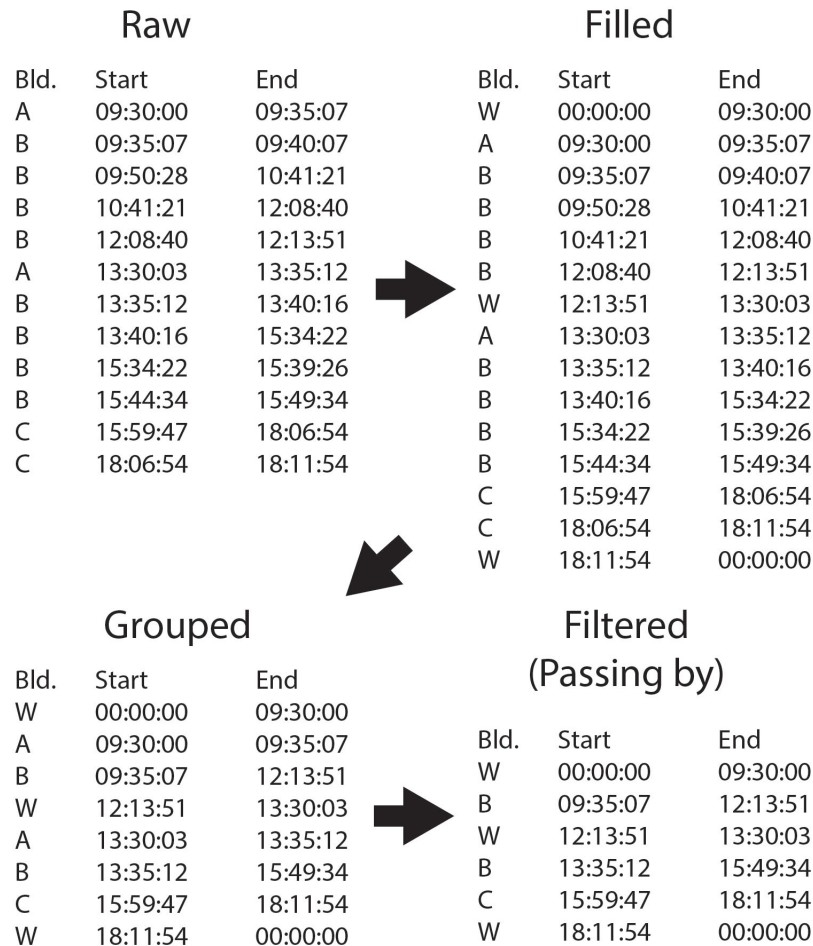 Raw
Bld. Start End
A 09:30:00 09:35:07
B 09:35:07 09:40:07
B 09:50:28 10:41:21
B 10:41:21 12:08:40
B 12:08:40 12:13:51
A 13:30:03 13:35:12
B 13:35:12 13:40:16
B 13:40:16 15:34:22
B 15:34:22 15:39:26
B 15:44:34 15:49:34
C 15:59:47 18:06:54
C 18:06:54 18:11:54
Filled
Bld. Start End
W 00:00:00 09:30:00
A 09:30:00 09:35:07
B 09:35:07 09:40:07
B 09:50:28 10:41:21
B 10:41:21 12:08:40
B 12:08:40 12:13:51
W 12:13:51 13:30:03
A 13:30:03 13:35:12
B 13:35:12 13:40:16
B 13:40:16 15:34:22
B 15:34:22 15:39:26
B 15:44:34 15:49:34
C 15:59:47 18:06:54
C 18:06:54 18:11:54
W 18:11:54 00:00:00
Grouped
Bld. Start End
W 00:00:00 09:30:00
A 09:30:00 09:35:07
B 09:35:07 12:13:51
W 12:13:51 13:30:03
A 13:30:03 13:35:12
B 13:35:12 15:49:34
C 15:59:47 18:11:54
W 18:11:54 00:00:00
Filtered
(Passing by)
Bld. Start End
W 00:00:00 09:30:00
B 09:35:07 12:13:51
W 12:13:51 13:30:03
B 13:35:12 15:49:34
C 15:59:47 18:11:54
W 18:11:54 00:00:00